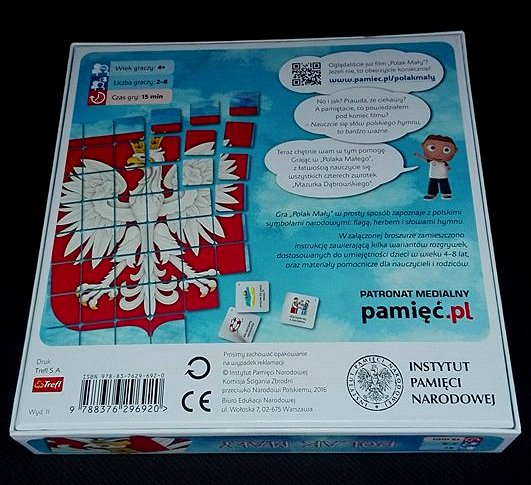 Wiek graczy: 4+
Liczba graczy: 2-8
Czas gry: 15 min
Oglądaliście już film „Polak Mały"?
Jeżeli nie, to obejrzyjcie koniecznie!
www.pamiec.pl/polakmaly
No i jak? Prawda, że ciekawy?
A pamiętacie, co powiedziałem
pod koniec filmu?
– Nauczcie się słów polskiego hymnu,
to bardzo ważne.
Teraz chętnie wam w tym pomogę
Grając w „Polaka Małego",
z łatwością nauczycie się
wszystkich czterech zwrotek
„Mazurka Dąbrowskiego"
Gra „Polak Mały" w prosty sposób zapoznaje z polskimi
symbolami narodowymi: flagą, herbem i słowami hymnu.
W załączonej broszurze zamieszczono
instrukcję zawierającą kilka wariantów rozgrywek,
dostosowanych do umiejętności dzieci w wieku 4–8 lat,
oraz materiały pomocnicze dla nauczycieli i rodziców.
PATRONAT MEDIALNY
pamięć.pl
Druk:
Trefl S.A.
Trefl
Wyd. II
ISBN 978-83-7629-692-0
9 788376 296920 >
CE
Prosimy zachować opakowanie
na wypadek reklamacji
© Instytut Pamięci Narodowej
Komisja Ścigania Zbrodni
przeciwko Narodowi Polskiemu, 2016
Biuro Edukacji Narodowej
ul. Wołoska 7, 02-675 Warszawa
INSTYTUT
PAMIĘCI
NARODOWEJ
POLAK MAŁY